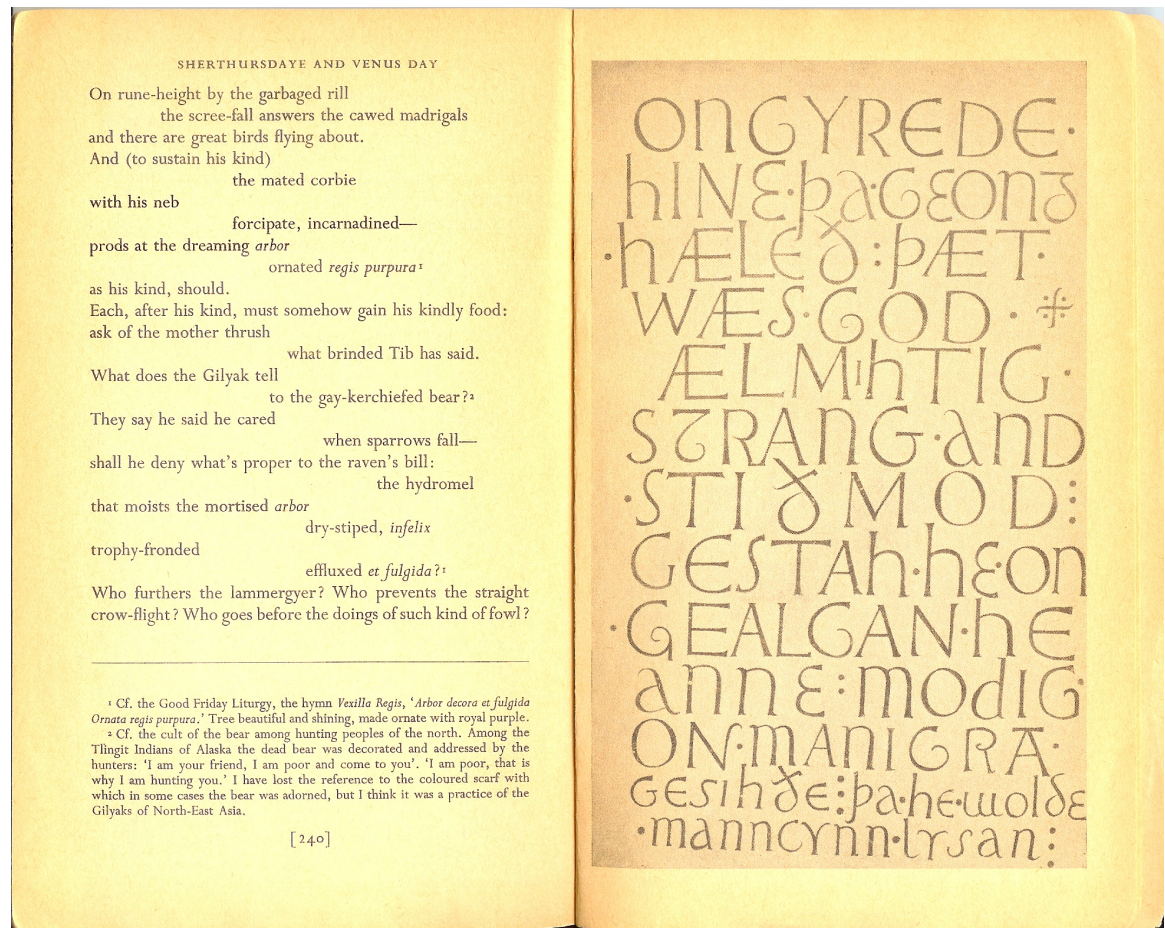 SHERTHURSDAYE AND VENUS DAY
On rune-height by the garbaged rill
the scree-fall answers the cawed madrigals
and there are great birds flying about.
And (to sustain his kind)
the mated corbie
with his neb
forcipate, incarnadined—
prods at the dreaming arbor
ornated regis purpura¹
as his kind, should.
Each, after his kind, must somehow gain his kindly food:
ask of the mother thrush
what brinded Tib has said.
What does the Gilyak tell
to the gay-kerchiefed bear?²
They say he said he cared
when sparrows fall—
shall he deny what's proper to the raven's bill:
the hydromel
that moists the mortised arbor
dry-stiped, infelix
trophy-fronded
effluxed et fulgida?¹
Who furthers the lammergyer? Who prevents the straight
crow-flight? Who goes before the doings of such kind of fowl?
¹ Cf. the Good Friday Liturgy, the hymn Vexilla Regis, 'Arbor decora et fulgida
Ornata regis purpura.' Tree beautiful and shining, made ornate with royal purple.
² Cf. the cult of the bear among hunting peoples of the north. Among the
Tlingit Indians of Alaska the dead bear was decorated and addressed by the
hunters: 'I am your friend, I am poor and come to you'. 'I am poor, that is
why I am hunting you.' I have lost the reference to the coloured scarf with
which in some cases the bear was adorned, but I think it was a practice of the
Gilyaks of North-East Asia.
[240]
ONGYREDE·
hINE·þa·GEONG
·hÆLEð:þÆT·
WÆS·GOD·
ÆLMIhTIG·
STRANG·aND
·STIðMOD⋮
GESTAh·hE·ON
·GEALGAN·hE
aNNE⋮MOdIG·
ON·MANIGRA·
GESIhðE⋮þa·he·wolde
·manncynn·lysan⋮